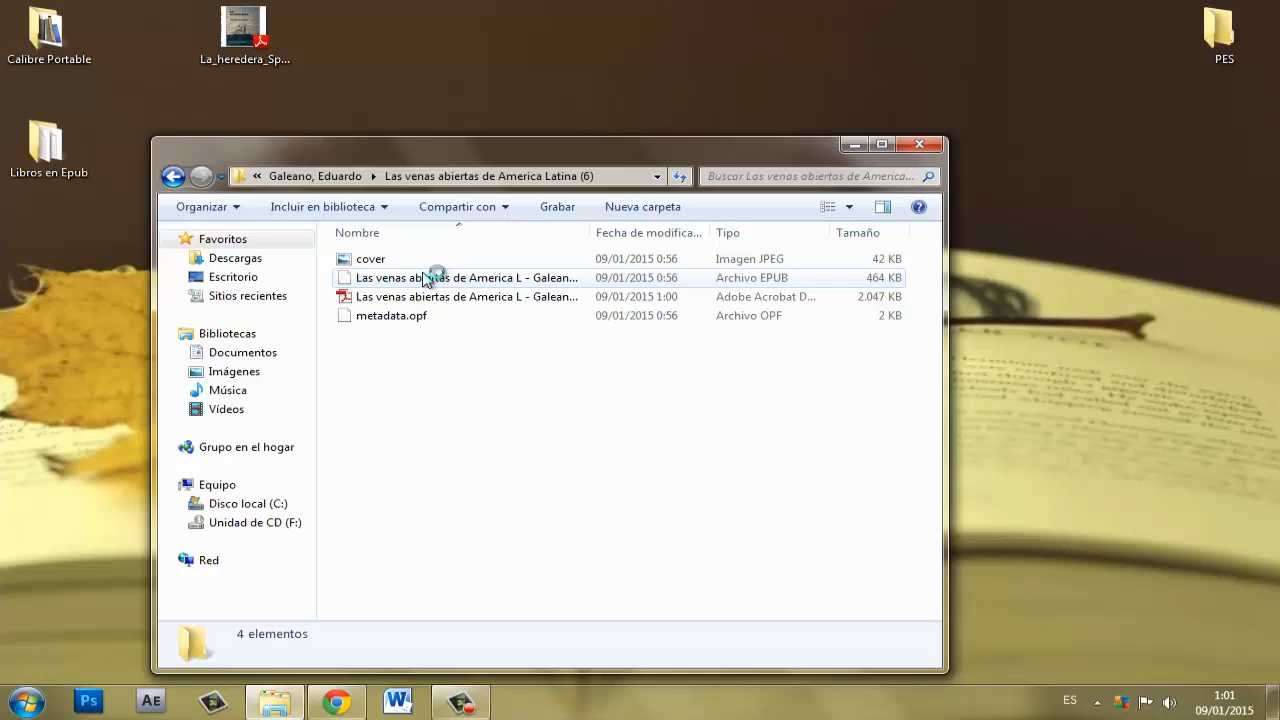 Calibre Portable
La_heredera_Sp...
PES
Libros en Epub
Galeano, Eduardo
Las venas abiertas de America Latina (6)
Buscar Las venas abiertas de America...
Organizar
Incluir en biblioteca
Compartir con
Grabar
Nueva carpeta
Nombre
Fecha de modifica...
Tipo
Tamaño
Favoritos
Descargas
Escritorio
Sitios recientes
Bibliotecas
Documentos
Imágenes
Música
Vídeos
Grupo en el hogar
Equipo
Disco local (C:)
Unidad de CD (F:)
Red
cover 09/01/2015 0:56 Imagen JPEG 42 KB
Las venas abiertas de America L - Galean... 09/01/2015 0:56 Archivo EPUB 464 KB
Las venas abiertas de America L - Galean... 09/01/2015 1:00 Adobe Acrobat D... 2.047 KB
metadata.opf 09/01/2015 0:56 Archivo OPF 2 KB
4 elementos
Ps
AE
W
ES
1:01
09/01/2015